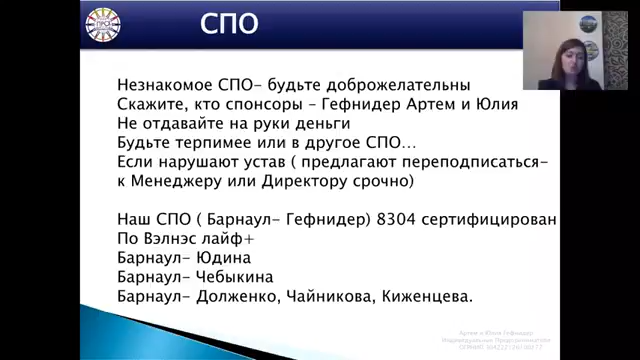 СПО
Незнакомое СПО- будьте доброжелательны
Скажите, кто спонсоры – Гефнидер Артем и Юлия
Не отдавайте на руки деньги
Будьте терпимее или в другое СПО...
Если нарушают устав ( предлагают переподписаться-
к Менеджеру или Директору срочно)
Наш СПО ( Барнаул- Гефнидер) 8304 сертифицирован
По Вэлнэс лайф+
Барнаул- Юдина
Барнаул- Чебыкина
Барнаул- Долженко, Чайникова, Киженцева.
Артем и Юлия Гефнидер
Индивидуальные Предприниматели